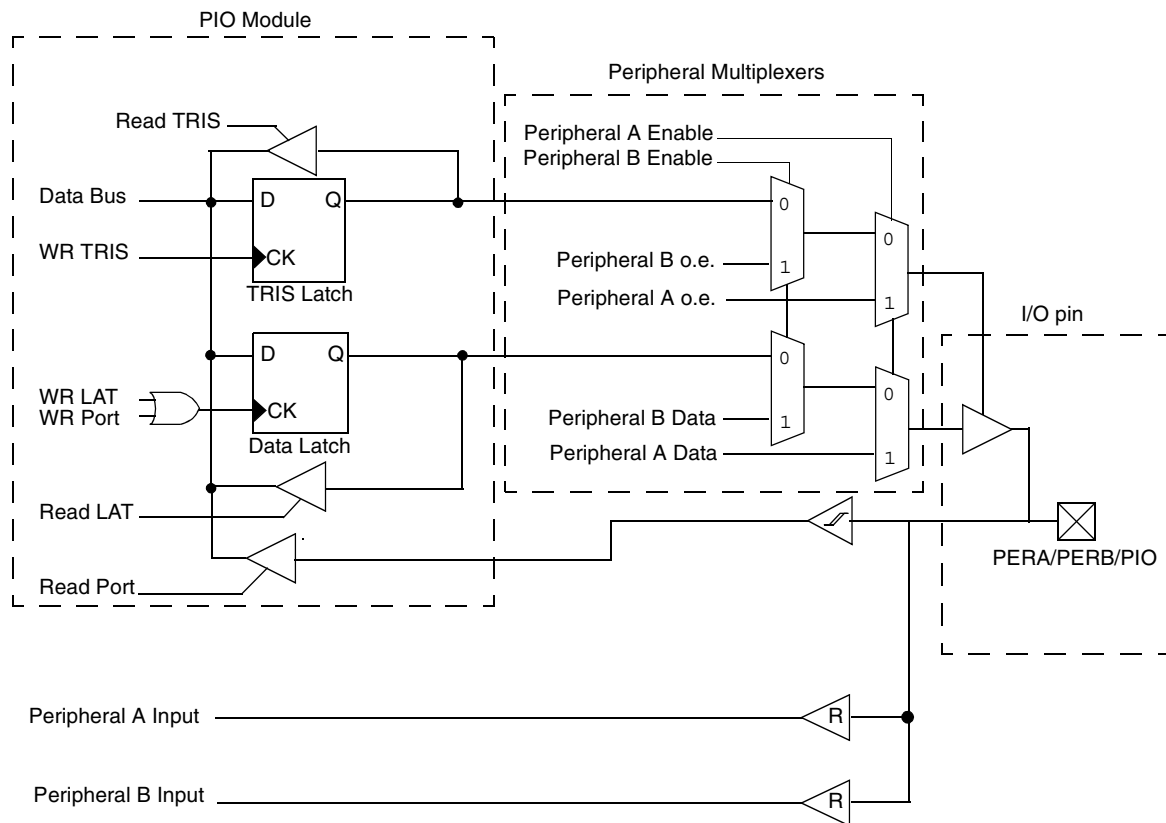 PIO Module
Peripheral Multiplexers
Read TRIS
Peripheral A Enable
Peripheral B Enable
Data Bus
D Q
0
WR TRIS
CK
0
TRIS Latch
Peripheral B o.e.
1
Peripheral A o.e.
1
I/O pin
D Q
0
WR LAT
WR Port
CK
0
Data Latch
Peripheral B Data
1
Peripheral A Data
1
Read LAT
PERA/PERB/PIO
Read Port
Peripheral A Input
R
Peripheral B Input
R